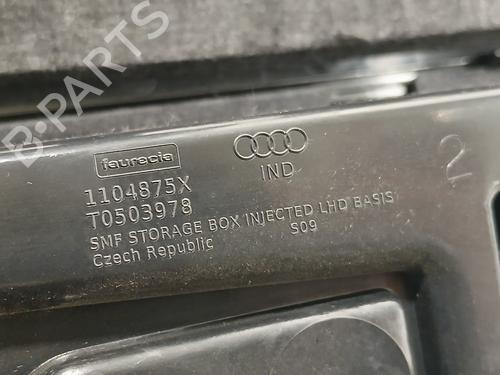 B-PARTS
faurecia
IND
2
1104875X
T0503978
SMF STORAGE BOX INJECTED LHD BASIS
Czech Republic S09